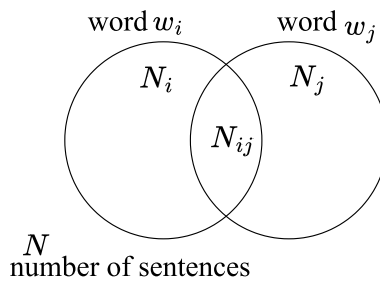 word wᵢ word wⱼ
Nᵢ Nⱼ
Nᵢⱼ
N
number of sentences